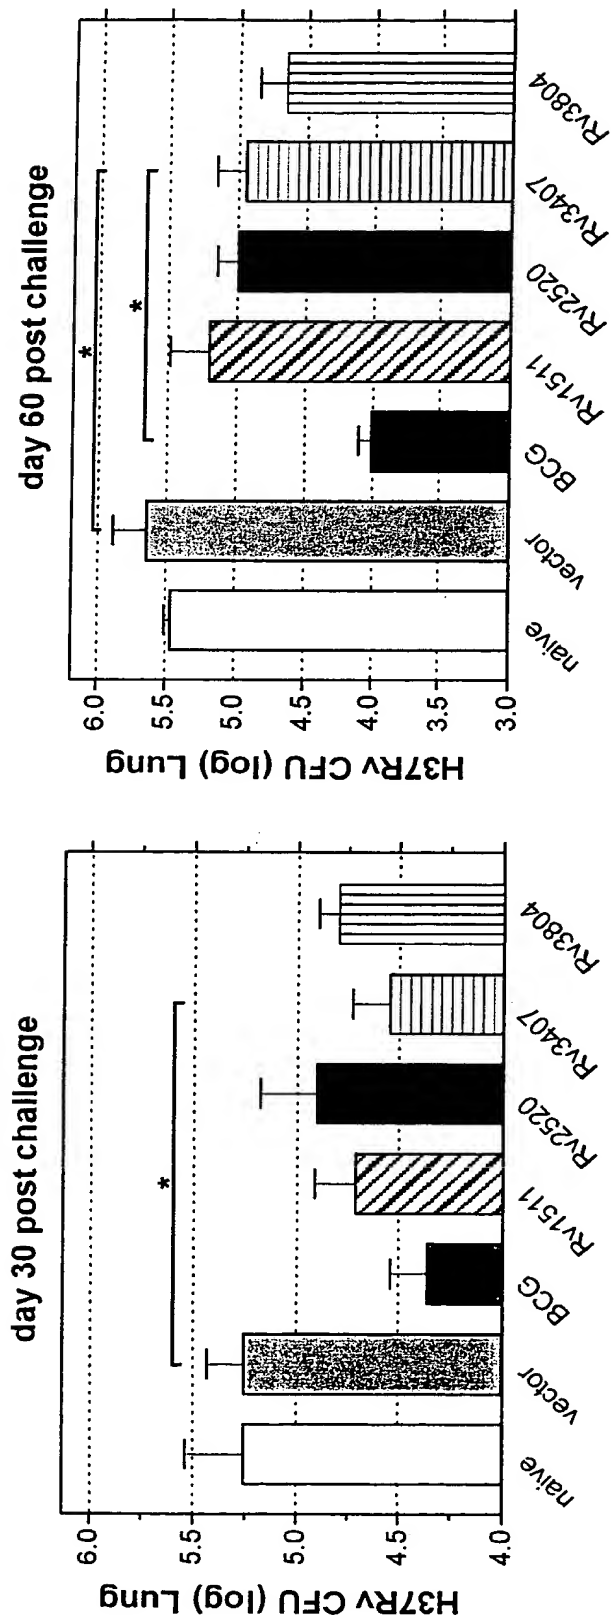 day 30 post challenge
*
H37Rv CFU (log) Lung
6.0
5.5
5.0
4.5
4.0
naive
vector
BCG
Rv1511
Rv2520
Rv3407
Rv3804
day 60 post challenge
*
*
H37Rv CFU (log) Lung
6.0
5.5
5.0
4.5
4.0
3.5
3.0
naive
vector
BCG
Rv1511
Rv2520
Rv3407
Rv3804